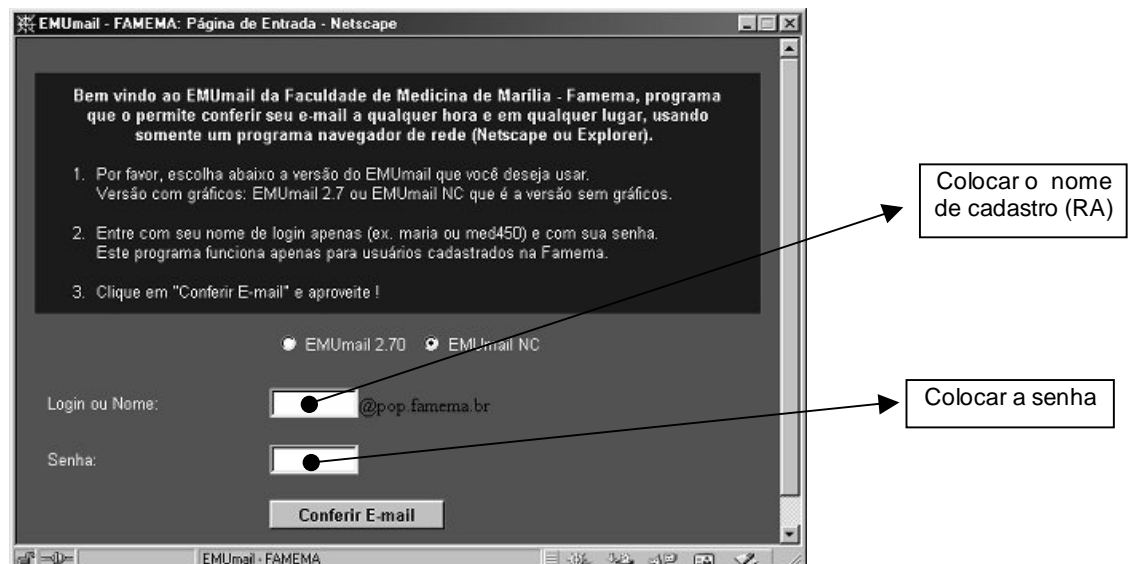 EMUmail - FAMEMA: Página de Entrada - Netscape
Bem vindo ao EMUmail da Faculdade de Medicina de Marília - Famema, programa
que o permite conferir seu e-mail a qualquer hora e em qualquer lugar, usando
somente um programa navegador de rede (Netscape ou Explorer).
1. Por favor, escolha abaixo a versão do EMUmail que você deseja usar.
Versão com gráficos: EMUmail 2.7 ou EMUmail NC que é a versão sem gráficos.
2. Entre com seu nome de login apenas (ex. maria ou med450) e com sua senha.
Este programa funciona apenas para usuários cadastrados na Famema.
3. Clique em "Conferir E-mail" e aproveite !
EMUmail 2.70 EMUmail NC
Login ou Nome: @pop.famema.br
Senha:
Conferir E-mail
EMUmail - FAMEMA
Colocar o nome
de cadastro (RA)
Colocar a senha